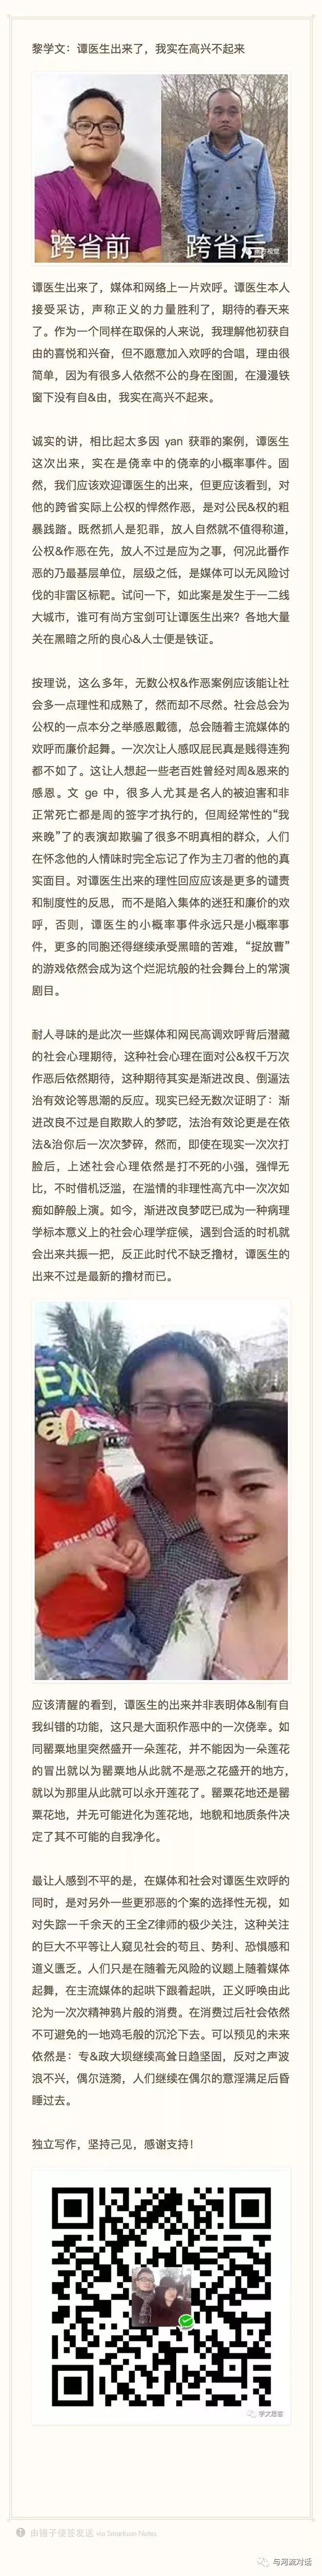 黎学文：谭医生出来了，我实在高兴不起来
跨省前
跨省后
谭医生出来了，媒体和网络上一片欢呼。谭医生本人
接受采访，声称正义的力量胜利了，期待的春天来
了。作为一个同样在取保的人来说，我理解他初获自
由的喜悦和兴奋，但不愿意加入欢呼的合唱，理由很
简单，因为有很多人依然不公的身在囹圄，在漫漫铁
窗下没有自&由，我实在高兴不起来。
诚实的讲，相比起太多因 yan 获罪的案例，谭医生
这次出来，实在是侥幸中的侥幸的小概率事件。固
然，我们应该欢迎谭医生的出来，但更应该看到，对
他的跨省实际上公权的悍然作恶，是对公民&权的粗
暴践踏。既然抓人是犯罪，放人自然就不值得称道，
公权&作恶在先，放人不过是应为之事，何况此番作
恶的乃最基层单位，层级之低，是媒体可以无风险讨
伐的非雷区标靶。试问一下，如此案是发生于一二线
大城市，谁可有尚方宝剑可让谭医生出来？各地大量
关在黑暗之所的良心&人士便是铁证。
按理说，这么多年，无数公权&作恶案例应该能让社
会多一点理性和成熟了，然而却不尽然。社会总会为
公权的一点本分之举感恩戴德，总会随着主流媒体的
欢呼而廉价起舞。一次次让人感叹屁民真是贱得连狗
都不如了。这让人想起一些老百姓曾经对周&恩来的
感恩。文 ge 中，很多人尤其是名人的被迫害和非
正常死亡都是周的签字才执行的，但周经常性的“我
来晚”了的表演却欺骗了很多不明真相的群众，人们
在怀念他的人情味时完全忘记了作为主刀者的他的真
实面目。对谭医生出来的理性回应应该是更多的谴责
和制度性的反思，而不是陷入集体的迷狂和廉价的欢
呼，否则，谭医生的小概率事件永远只是小概率事
件，更多的同胞还得继续承受黑暗的苦难，“捉放曹”
的游戏依然会成为这个烂泥坑般的社会舞台上的常演
剧目。
耐人寻味的是此次一些媒体和网民高调欢呼背后潜藏
的社会心理期待，这种社会心理在面对公&权千万次
作恶后依然期待，这种期待其实是渐进改良、倒逼法
治有效论等思潮的反应。现实已经无数次证明了：渐
进改良不过是自欺欺人的梦呓，法治有效论更是在依
法&治你后一次次梦碎，然而，即使在现实一次次打
脸后，上述社会心理依然是打不死的小强，强悍无
比，不时借机泛滥，在滥情的非理性高亢中一次次如
痴如醉般上演。如今，渐进改良梦呓已成为一种病理
学标本意义上的社会心理学症候，遇到合适的时机就
会出来共振一把，反正此时代不缺乏撸材，谭医生的
出来不过是最新的撸材而已。
EXO
应该清醒的看到，谭医生的出来并非表明体&制有自
我纠错的功能，这只是大面积作恶中的一次侥幸。如
同罂粟地里突然盛开一朵莲花，并不能因为一朵莲花
的冒出就以为罂粟地从此就不是恶之花盛开的地方，
就以为那里从此就可以永开莲花了。罂粟花地还是罂
粟花地，并无可能进化为莲花地，地貌和地质条件决
定了其不可能的自我净化。
最让人感到不平的是，在媒体和社会对谭医生欢呼的
同时，是对另外一些更邪恶的个案的选择性无视，如
对失踪一千余天的王全Z律师的极少关注，这种关注
的巨大不平等让人窥见社会的苟且、势利、恐惧感和
道义匮乏。人们只是在随着无风险的议题上随着媒体
起舞，在主流媒体的起哄下跟着起哄，正义呼唤由此
沦为一次次精神鸦片般的消费。在消费过后社会依然
不可避免的一地鸡毛般的沉沦下去。可以预见的未来
依然是：专&政大坝继续高耸日趋坚固，反对之声波
浪不兴，偶尔涟漪，人们继续在偶尔的意淫满足后昏
睡过去。
独立写作，坚持己见，感谢支持！
学文思答
由锤子便签发送 via Smartisan Notes
与河流对话